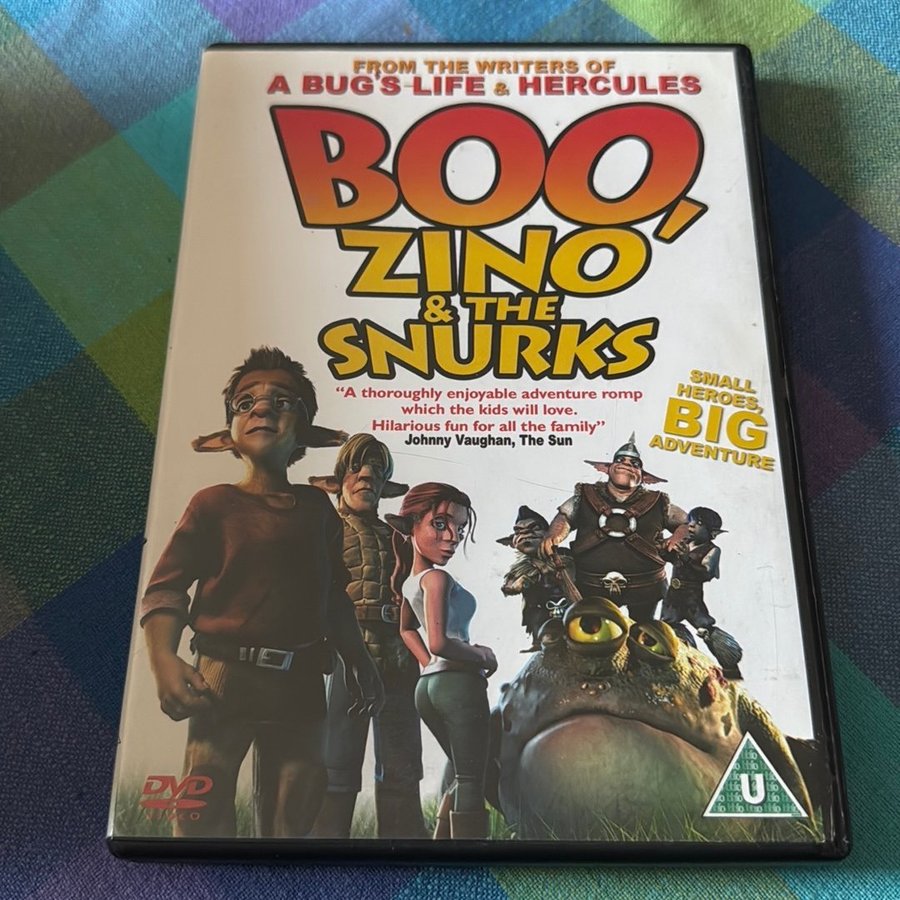 FROM THE WRITERS OF
A BUG'S LIFE & HERCULES
BOO,
ZINO
& THE
SNURKS
“A thoroughly enjoyable adventure romp
which the kids will love.
Hilarious fun for all the family”
Johnny Vaughan, The Sun
SMALL
HEROES,
BIG
ADVENTURE
DVD
VIDEO
U